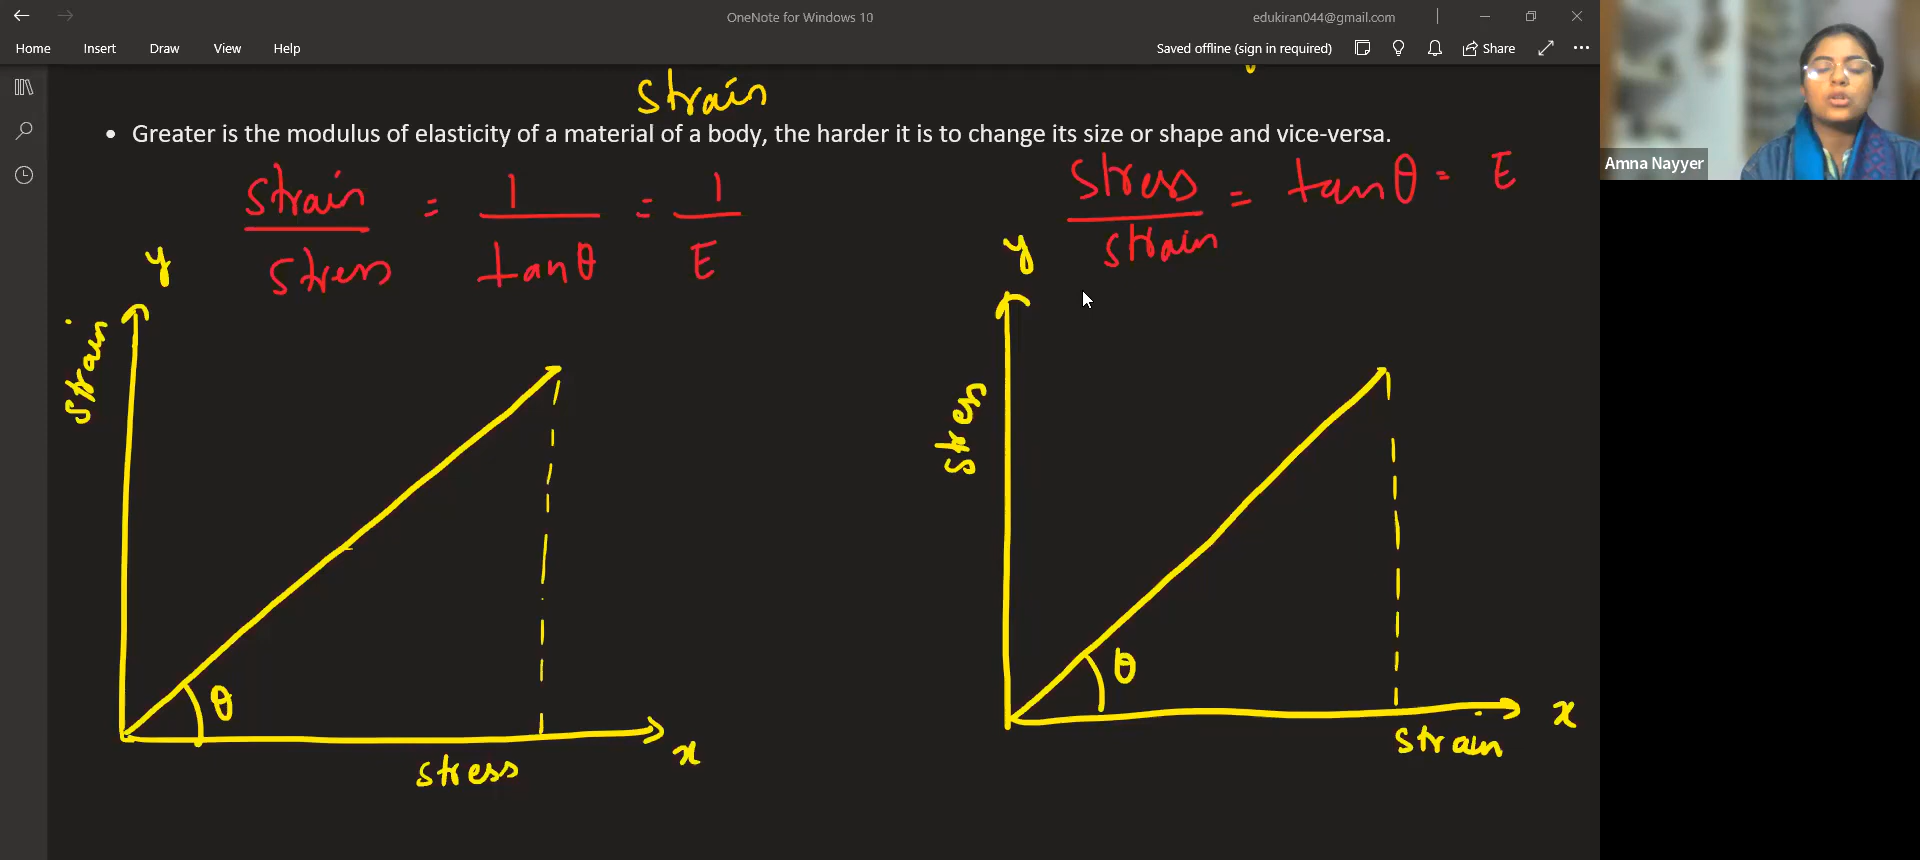 OneNote for Windows 10
edukiran044@gmail.com
Home Insert Draw View Help
Saved offline (sign in required) Share
Strain
• Greater is the modulus of elasticity of a material of a body, the harder it is to change its size or shape and vice-versa.
Strain / Stress = 1 / tanθ = 1 / E
Stress / Strain = tanθ = E
y
Strain
θ
Stress
x
y
Stress
θ
Strain
x
Amna Nayyer